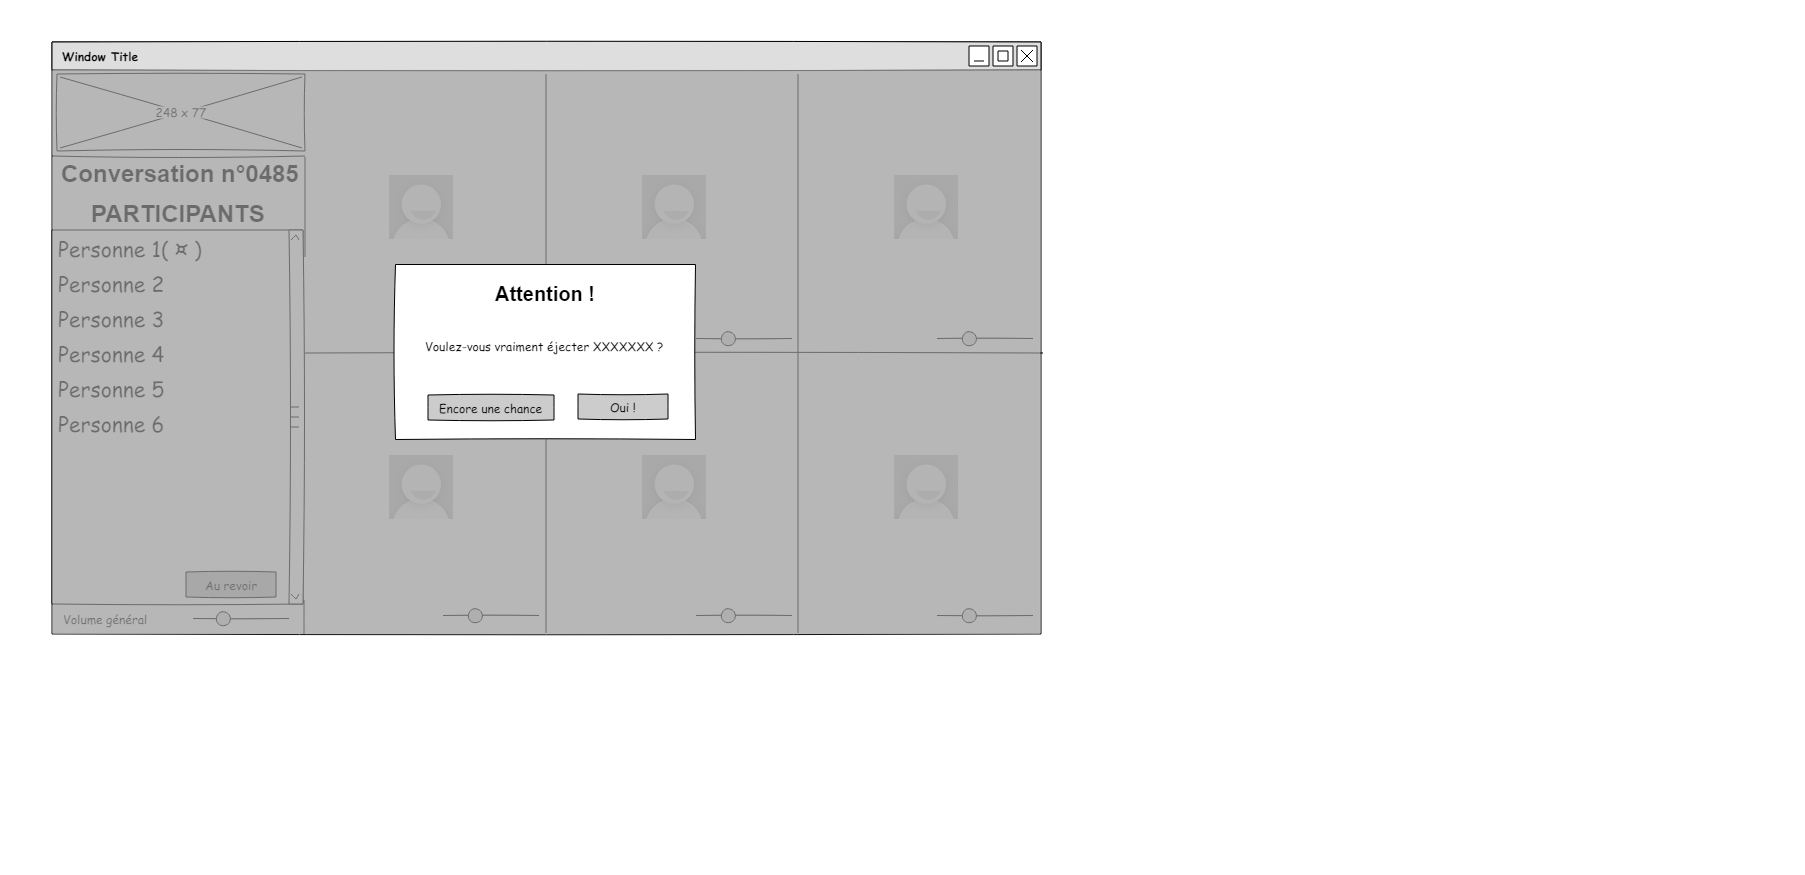 Window Title
248 x 77
Conversation n°0485
PARTICIPANTS
Personne 1( ¤ )
Personne 2
Personne 3
Personne 4
Personne 5
Personne 6
Au revoir
Volume général
Attention !
Voulez-vous vraiment éjecter XXXXXXX ?
Encore une chance
Oui !